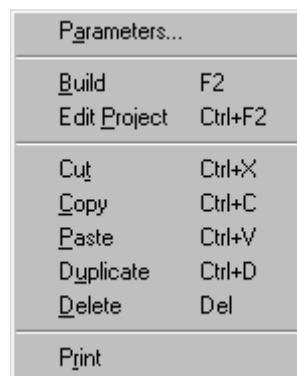 Parameters...
Build F2
Edit Project Ctrl+F2
Cut Ctrl+X
Copy Ctrl+C
Paste Ctrl+V
Duplicate Ctrl+D
Delete Del
Print